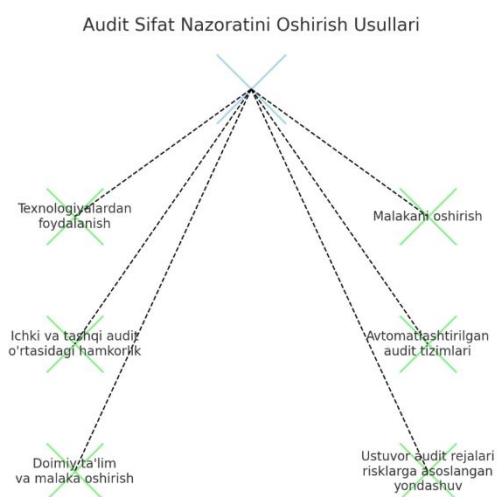 Audit Sifat Nazoratini Oshirish Usullari
Texnologiyalardan
foydalanish
Malakani oshirish
Ichki va tashqi audit
o'rtasidagi hamkorlik
Avtomatlashtirilgan
audit tizimlari
Doimiy ta'lim
va malaka oshirish
Ustuvor audit rejalari
risklarga asoslangan
yondashuv